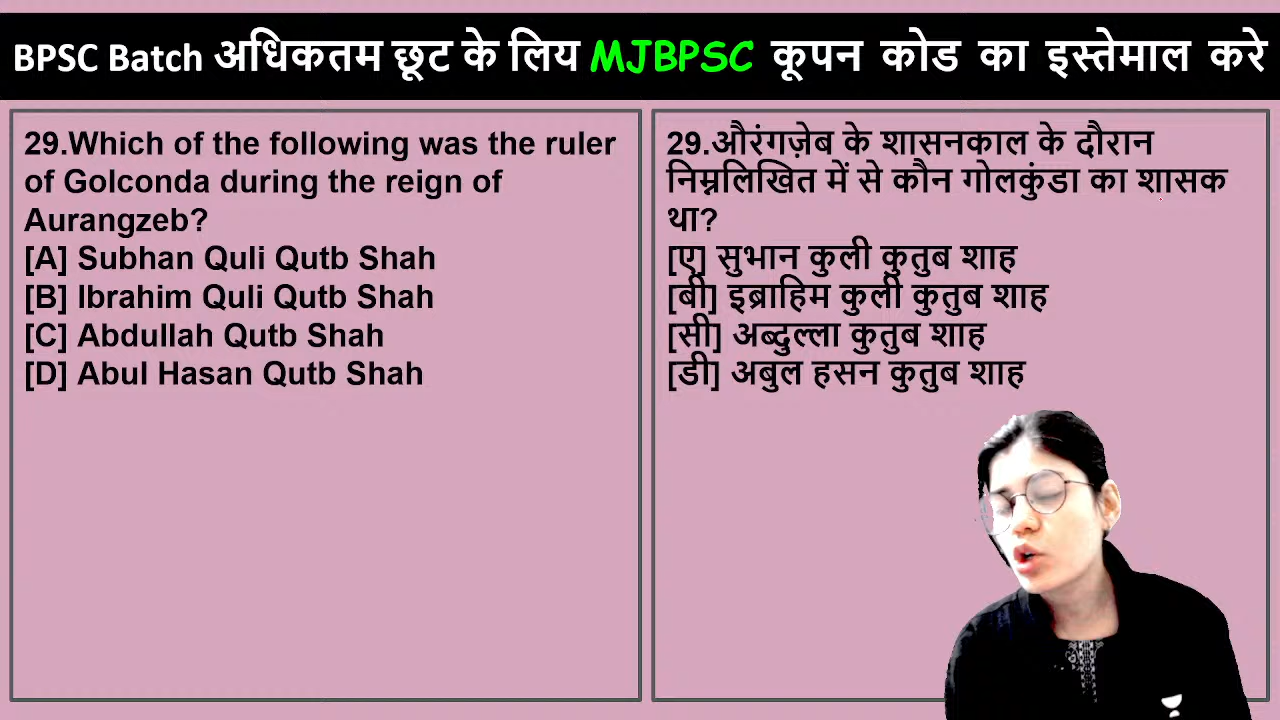 BPSC Batch अधिकतम छूट के लिय MJBPSC कूपन कोड का इस्तेमाल करे
29.Which of the following was the ruler
of Golconda during the reign of
Aurangzeb?
[A] Subhan Quli Qutb Shah
[B] Ibrahim Quli Qutb Shah
[C] Abdullah Qutb Shah
[D] Abul Hasan Qutb Shah
29.औरंगज़ेब के शासनकाल के दौरान
निम्नलिखित में से कौन गोलकुंडा का शासक
था?
[ए] सुभान कुली कुतुब शाह
[बी] इब्राहिम कुली कुतुब शाह
[सी] अब्दुल्ला कुतुब शाह
[डी] अबुल हसन कुतुब शाह